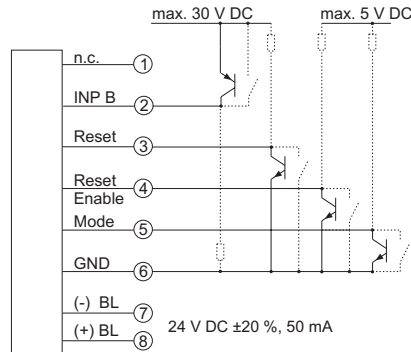 max. 30 V DC
max. 5 V DC
n.c. 1
INP B 2
Reset 3
Reset
Enable 4
Mode 5
GND 6
(-) BL 7
(+) BL 8
24 V DC ±20 %, 50 mA